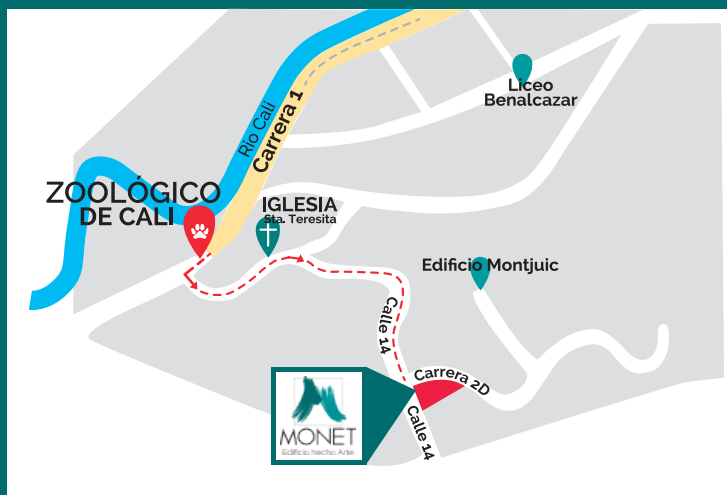 Liceo
Benalcazar
Rio Cali
Carrera 1
ZOOLÓGICO
DE CALI
IGLESIA
Sta. Teresita
Edificio Montjuic
Calle 14
Carrera 2D
MONET
Edificio hecho Arte
Calle 14